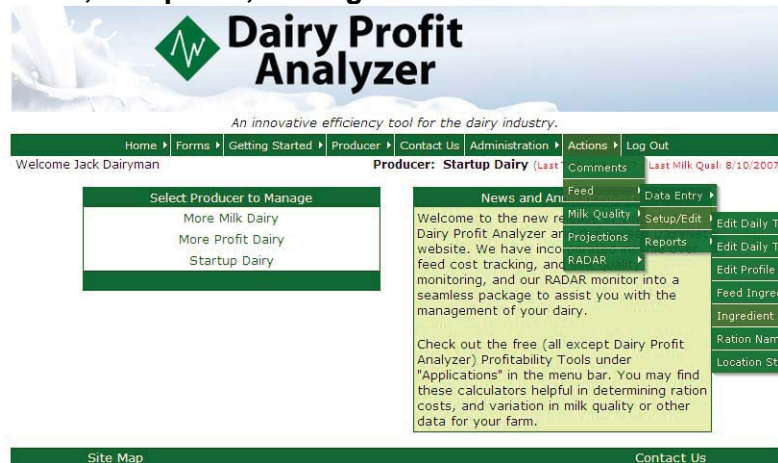 Dairy Profit
Analyzer
An innovative efficiency tool for the dairy industry.
Home Forms Getting Started Producer Contact Us Administration Actions Log Out
Welcome Jack Dairyman
Producer: Startup Dairy (Last
Last Milk Qual: 8/10/2007
Comments
Feed
Milk Quality
Projections
RADAR
Data Entry
Setup/Edit
Reports
Edit Daily
Edit Daily
Edit Profile
Feed
Ingredient
Ration
Location
Select Producer to Manage
More Milk Dairy
More Profit Dairy
Startup Dairy
News and
Welcome to the new
Dairy Profit Analyzer
website. We have
feed cost tracking,
monitoring, and our RADAR monitor into a
seamless package to assist you with the
management of your dairy.
Check out the free (all except Dairy Profit
Analyzer) Profitability Tools under
"Applications" in the menu bar. You may find
these calculators helpful in determining ration
costs, and variation in milk quality or other
data for your farm.
Site Map
Contact Us